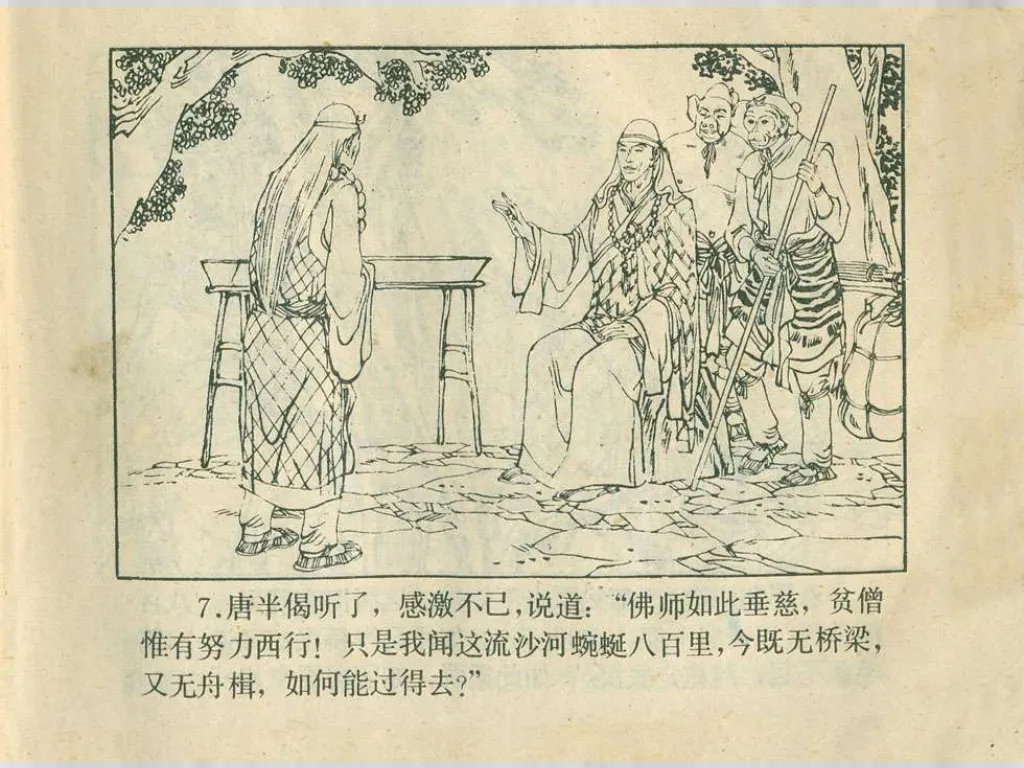 7.唐半偈听了，感激不已，说道：“佛师如此垂慈，贫僧
惟有努力西行！只是我闻这流沙河蜿蜒八百里，今既无桥梁，
又无舟楫，如何能过得去？”